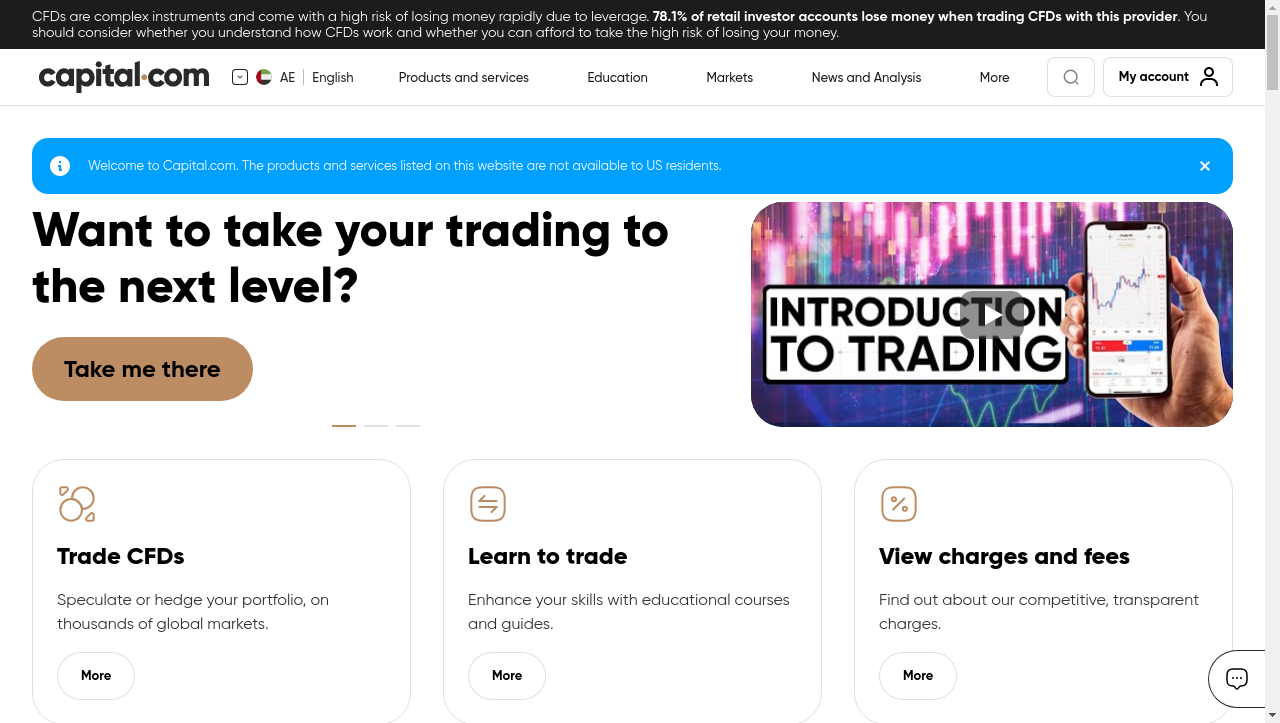 CFDs are complex instruments and come with a high risk of losing money rapidly due to leverage. 78.1% of retail investor accounts lose money when trading CFDs with this provider. You
should consider whether you understand how CFDs work and whether you can afford to take the high risk of losing your money.
capital.com
AE English
Products and services
Education
Markets
News and Analysis
More
My account
Welcome to Capital.com. The products and services listed on this website are not available to US residents.
Want to take your trading to
the next level?
Take me there
INTRODUCTION
TO TRADING
Trade CFDs
Speculate or hedge your portfolio, on
thousands of global markets.
More
Learn to trade
Enhance your skills with educational courses
and guides.
More
View charges and fees
Find out about our competitive, transparent
charges.
More